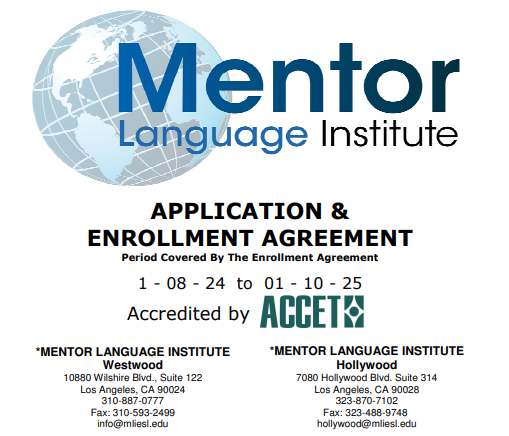 Mentor
Language Institute
APPLICATION &
ENROLLMENT AGREEMENT
Period Covered By The Enrollment Agreement
1 - 08 - 24 to 01 - 10 - 25
Accredited by ACCET
*MENTOR LANGUAGE INSTITUTE
Westwood
10880 Wilshire Blvd., Suite 122
Los Angeles, CA 90024
310-887-0777
Fax: 310-593-2499
info@mliesl.edu
*MENTOR LANGUAGE INSTITUTE
Hollywood
7080 Hollywood Blvd. Suite 314
Los Angeles, CA 90028
323-870-7102
Fax: 323-488-9748
hollywood@mliesl.edu